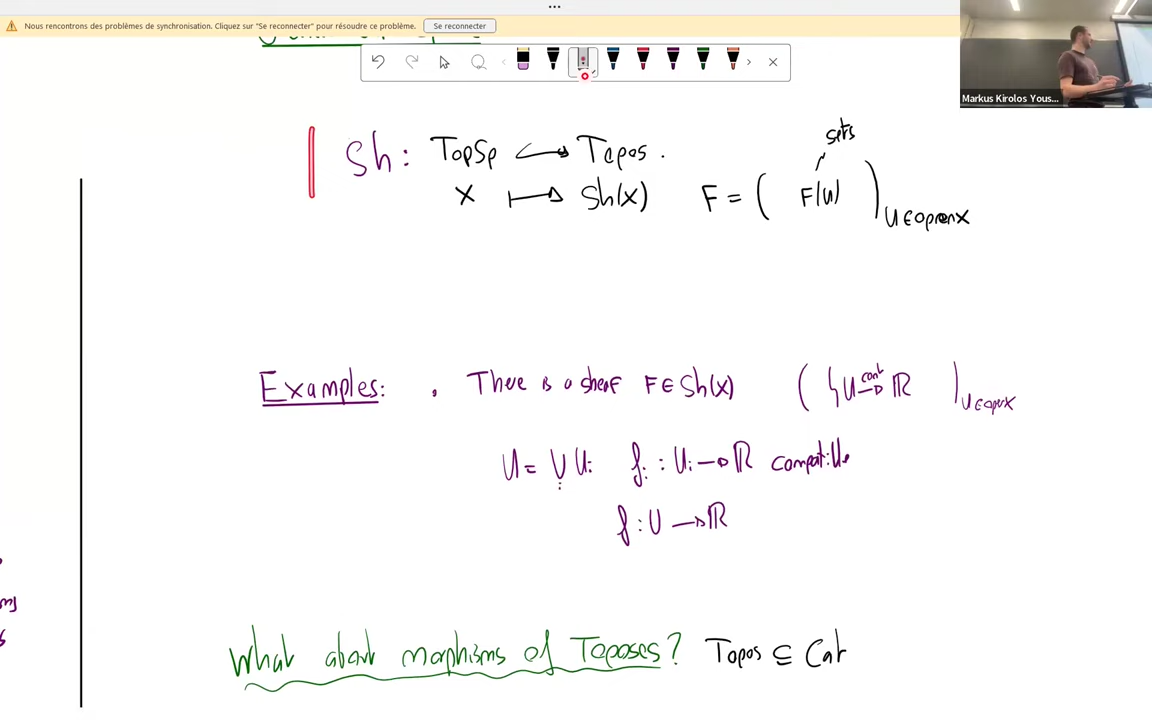 Nous rencontrons des problèmes de synchronisation. Cliquez sur "Se reconnecter" pour résoudre ce problème. Se reconnecter
Markus Kirolos Yous...
Sh: TopSp ↪ Topos.
sets
X ↦ Sh(X) F = ( F(U) )U∈open X
Examples: . There is a sheaf F∈Sh(X) ( { U cont→ ℝ )U∈open X
U = ∪ Ui fi : Ui → ℝ compatible
i
f : U → ℝ
What about morphisms of Toposes? Topos ⊆ Cat